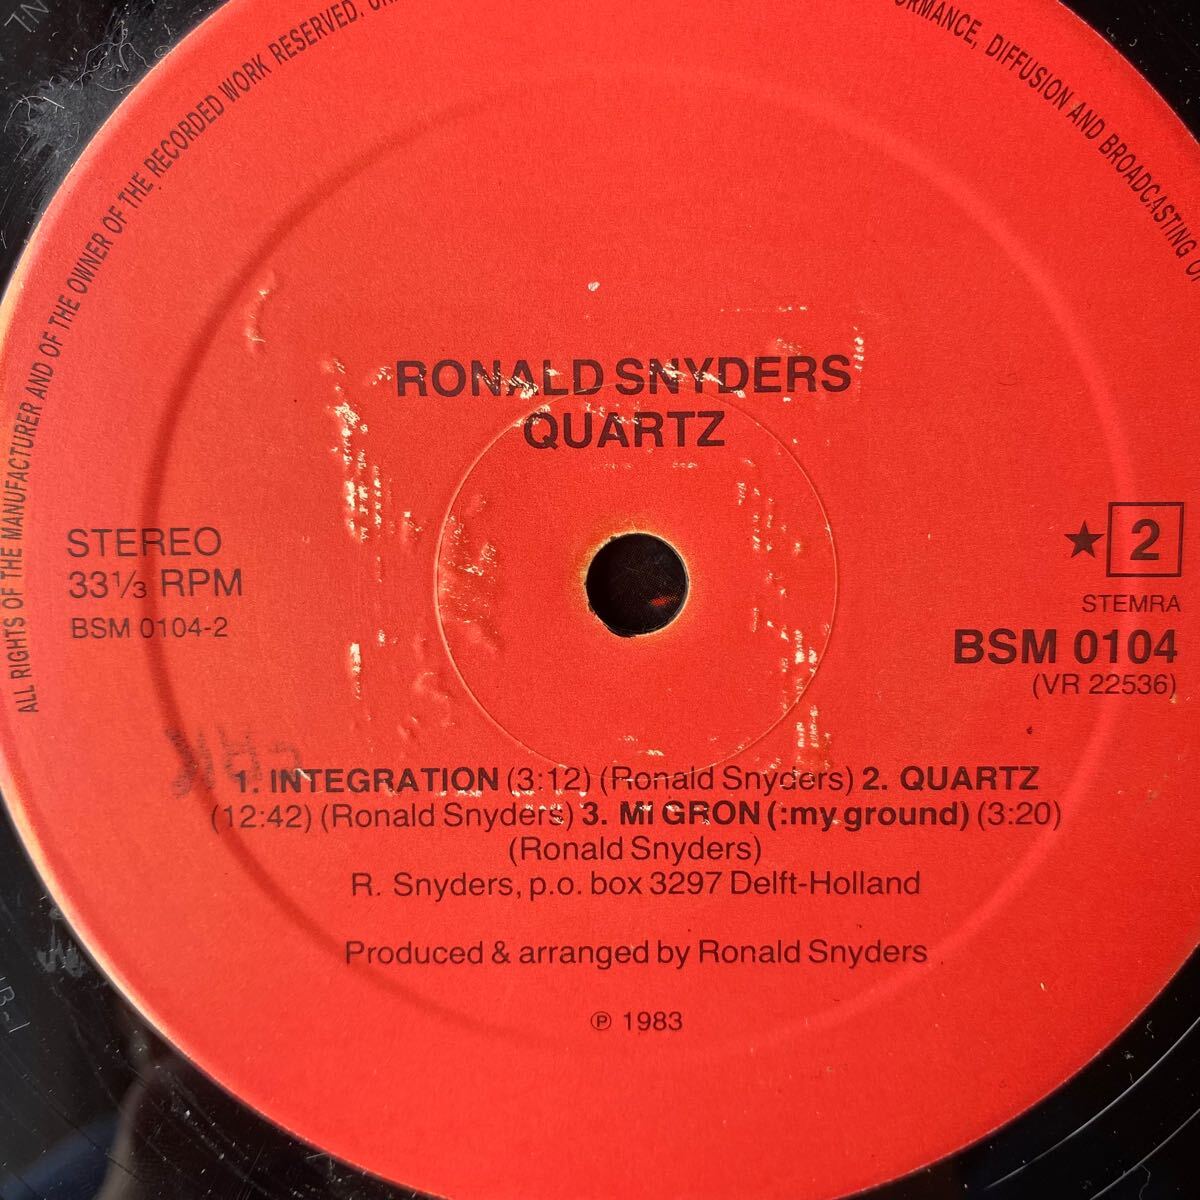 ALL RIGHTS OF THE MANUFACTURER AND OF THE OWNER OF THE RECORDED WORK RESERVED.
PERFORMANCE, DIFFUSION AND BROADCASTING
RONALD SNYDERS
QUARTZ
STEREO
33⅓ RPM
BSM 0104-2
★ 2
STEMRA
BSM 0104
(VR 22536)
1. INTEGRATION (3:12) (Ronald Snyders) 2. QUARTZ
(12:42) (Ronald Snyders) 3. MI GRON (:my ground) (3:20)
(Ronald Snyders)
R. Snyders, p.o. box 3297 Delft-Holland
Produced & arranged by Ronald Snyders
℗ 1983